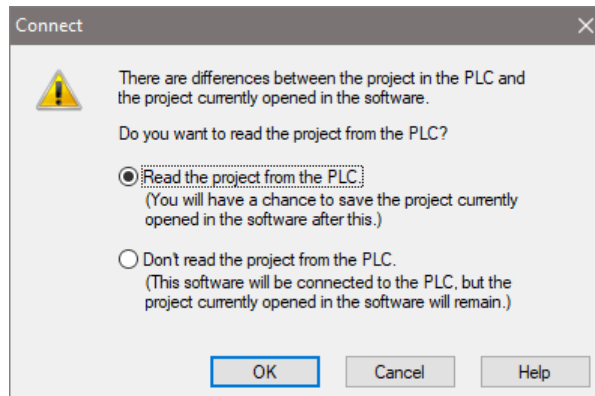 Connect
There are differences between the project in the PLC and
the project currently opened in the software.
Do you want to read the project from the PLC?
Read the project from the PLC.
(You will have a chance to save the project currently
opened in the software after this.)
Don't read the project from the PLC.
(This software will be connected to the PLC, but the
project currently opened in the software will remain.)
OK Cancel Help